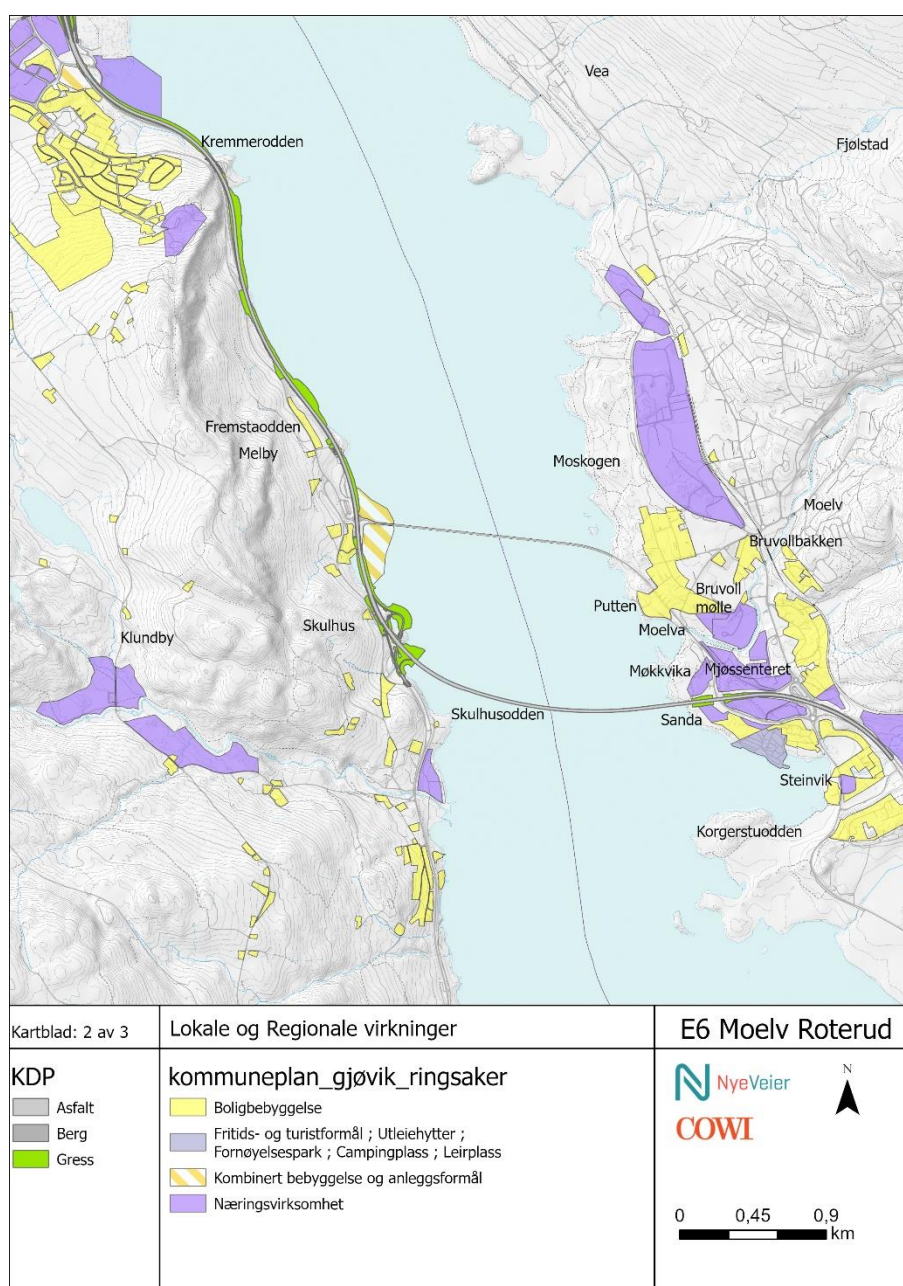 Vea
Kremmerodden
Fjølstad
Fremstaodden
Melby
Moskogen
Moelv
Bruvollbakken
Bruvoll
mølle
Putten
Skulhus
Klundby
Moelva
Møkkvika
Mjøssenteret
Skulhusodden
Sanda
Steinvik
Korgerstuodden
Kartblad: 2 av 3
Lokale og Regionale virkninger
E6 Moelv Roterud
KDP
Asfalt
Berg
Gress
kommuneplan_gjøvik_ringsaker
Boligbebyggelse
Fritids- og turistformål ; Utleiehytter ;
Fornøyelsespark ; Campingplass ; Leirplass
Kombinert bebyggelse og anleggsformål
Næringsvirksomhet
NyeVeier
COWI
N
0 0,45 0,9
km